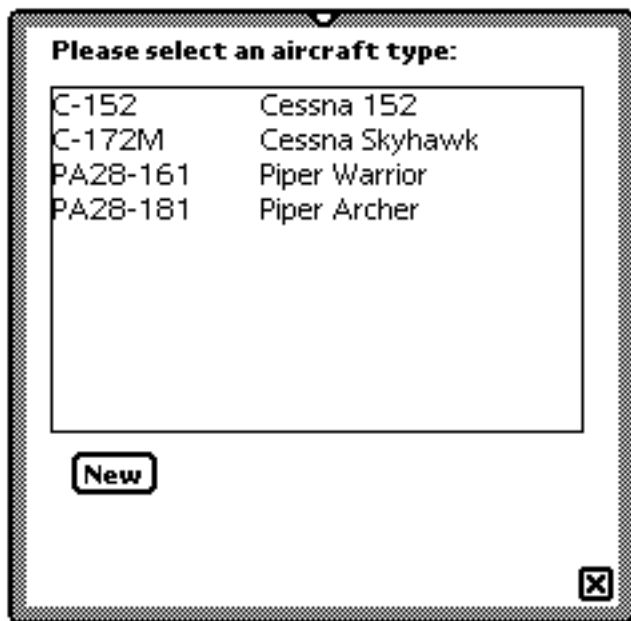 Please select an aircraft type:
C-152 Cessna 152
C-172M Cessna Skyhawk
PA28-161 Piper Warrior
PA28-181 Piper Archer
New